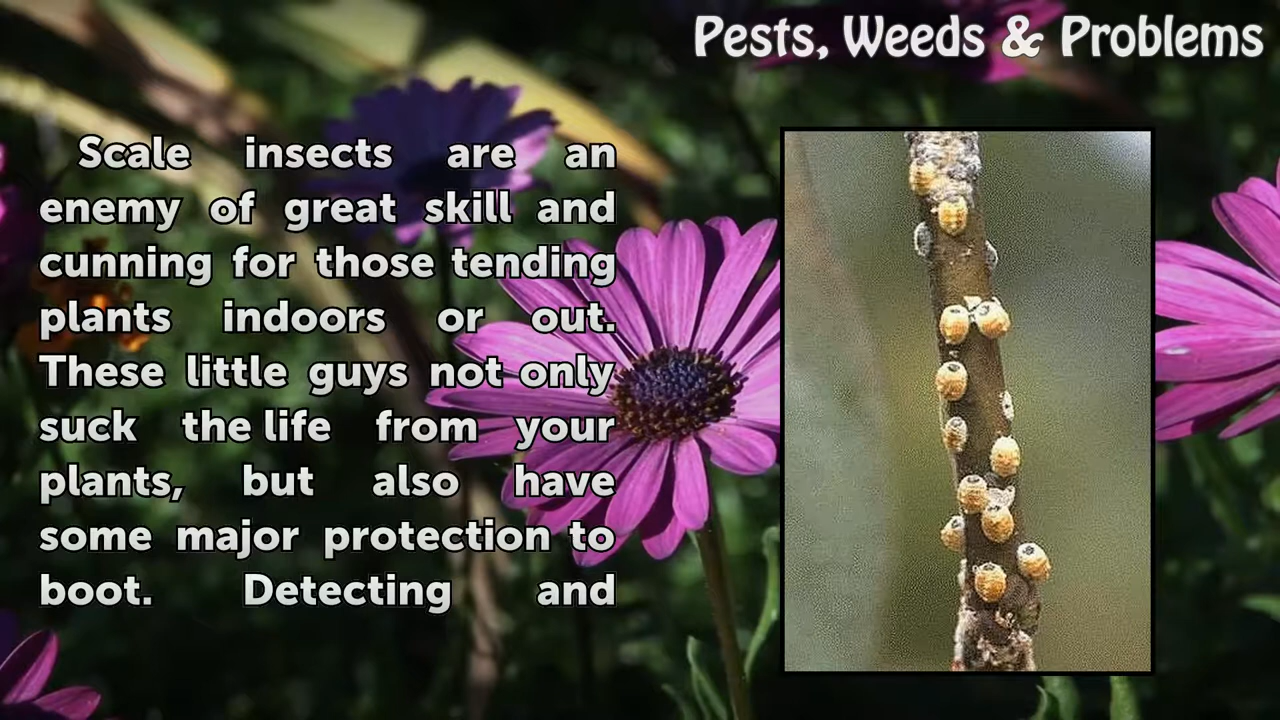 Pests, Weeds & Problems
Scale insects are an
enemy of great skill and
cunning for those tending
plants indoors or out.
These little guys not only
suck the life from your
plants, but also have
some major protection to
boot. Detecting and